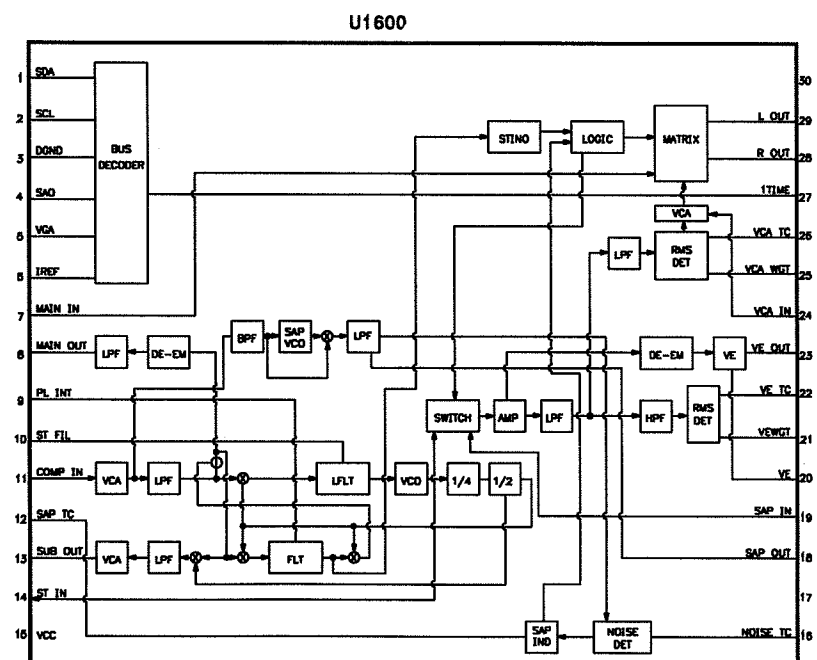 U1600
1 SDA
2 SCL
3 DGND
4 SAO
5 VGA
6 IREF
7 MAIN IN
8 MAIN OUT
9 PL INT
10 ST FIL
11 COMP IN
12 SAP TC
13 SUB OUT
14 ST IN
15 VCC
BUS
DECODER
STINO
LOGIC
MATRIX
VCA
LPF
RMS
DET
LPF
DE-EM
BPF
SAP
VCO
LPF
DE-EM
VE
SWITCH
AMP
LPF
HPF
RMS
DET
VCA
LPF
LFLT
VCO
1/4
1/2
VCA
LPF
FLT
SAP
IND
NOISE
DET
30
L OUT 29
R OUT 28
1TIME 27
VCA TC 26
VCA WGT 25
VCA IN 24
VE OUT 23
VE TC 22
VEWGT 21
VE 20
SAP IN 19
SAP OUT 18
17
NOISE TC 16